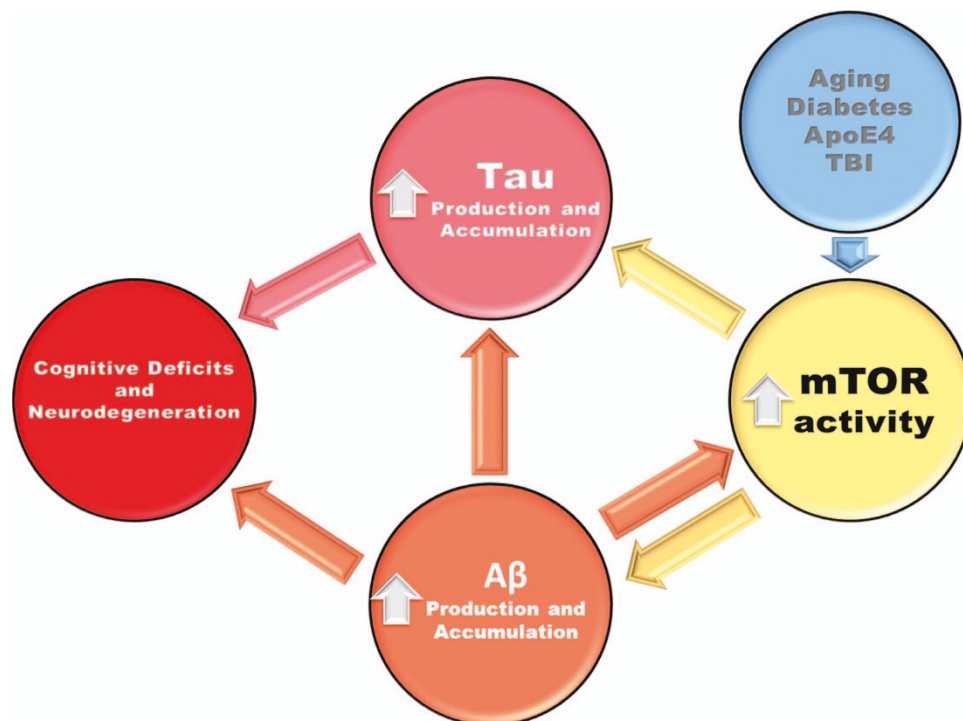 Aging
Diabetes
ApoE4
TBI
Tau
Production and
Accumulation
mTOR
activity
Cognitive Deficits
and
Neurodegeneration
Aβ
Production and
Accumulation